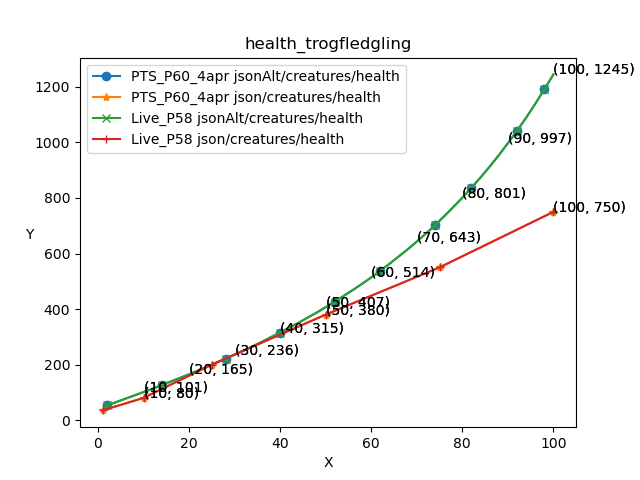 health_trogfledgling
PTS_P60_4apr jsonAlt/creatures/health
PTS_P60_4apr json/creatures/health
Live_P58 jsonAlt/creatures/health
Live_P58 json/creatures/health
(100, 1245)
(90, 997)
(80, 801)
(100, 750)
(70, 643)
(60, 514)
(50, 407)
(50, 380)
(40, 315)
(30, 236)
(20, 165)
(10, 101)
(10, 80)
1200
1000
800
600
400
200
0
Y
0 20 40 60 80 100
X